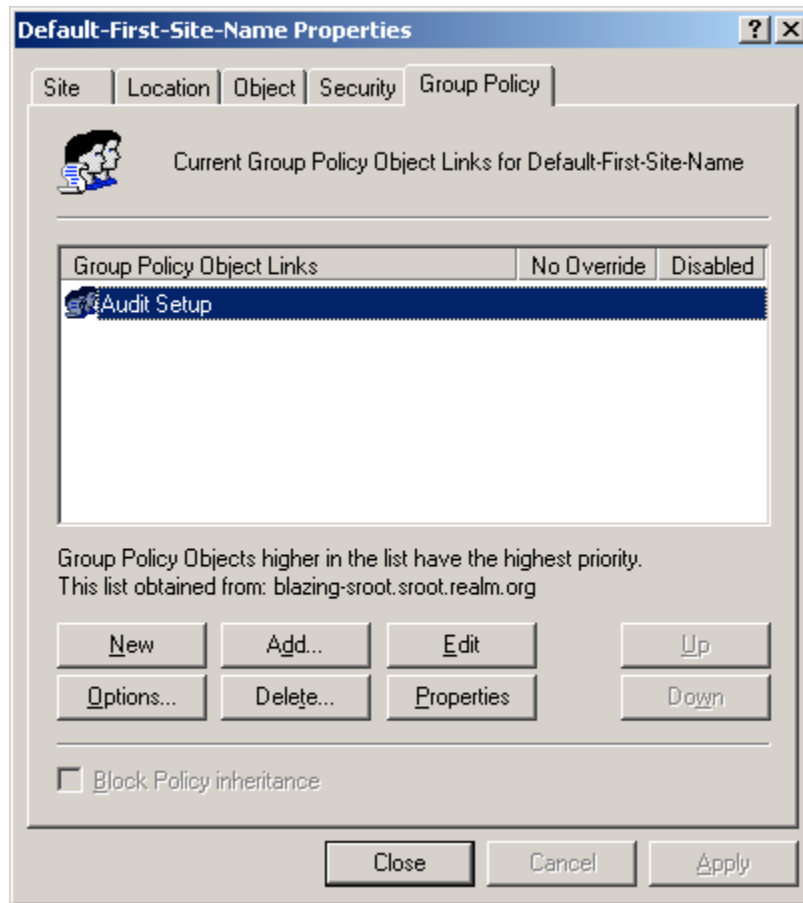 Default-First-Site-Name Properties
Site Location Object Security Group Policy
Current Group Policy Object Links for Default-First-Site-Name
Group Policy Object Links No Override Disabled
Audit Setup
Group Policy Objects higher in the list have the highest priority.
This list obtained from: blazing-sroot.sroot.realm.org
New Add... Edit Up
Options... Delete... Properties Down
Block Policy inheritance
Close Cancel Apply